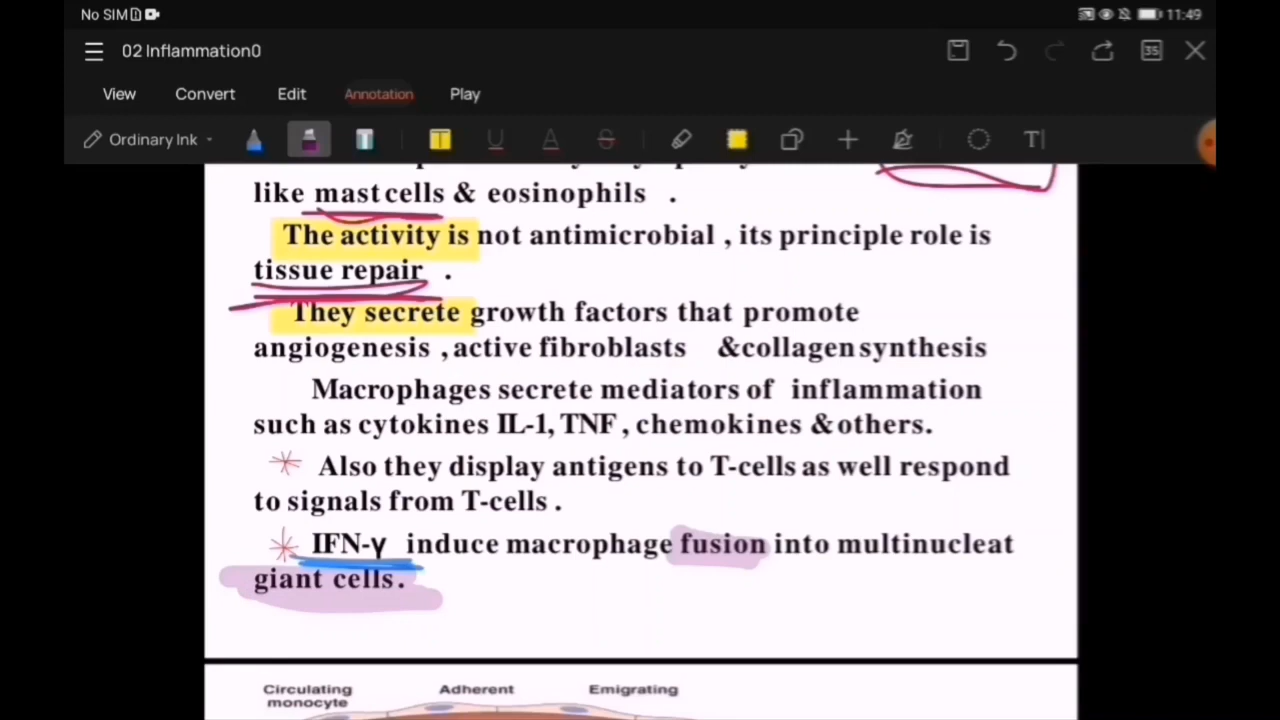 No SIM
11:49
02 Inflammation0
35
View Convert Edit Annotation Play
Ordinary Ink
like mast cells & eosinophils .
The activity is not antimicrobial , its principle role is
tissue repair .
They secrete growth factors that promote
angiogenesis , active fibroblasts &collagen synthesis
Macrophages secrete mediators of inflammation
such as cytokines IL-1, TNF , chemokines &others.
Also they display antigens to T-cells as well respond
to signals from T-cells .
IFN-γ induce macrophage fusion into multinucleat
giant cells.
Circulating Adherent Emigrating
monocyte